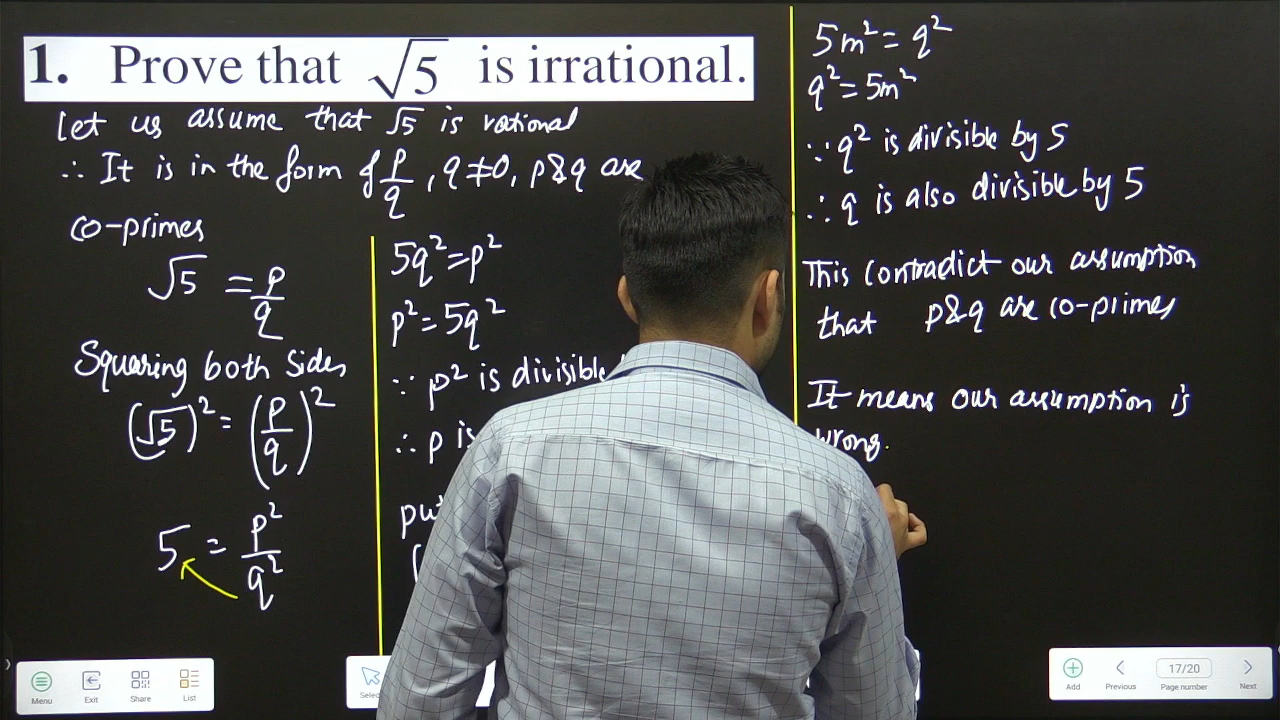 1. Prove that √5 is irrational.
Let us assume that √5 is rational
∴ It is in the form of p/q, q≠0, p&q are
co-primes
√5 = p/q
Squaring both sides
(√5)² = (p/q)²
5 = p²/q²
5q²=p²
p²=5q²
∵ p² is divisible
∴ p is
5m²=q²
q²=5m²
∵ q² is divisible by 5
∴ q is also divisible by 5
This contradict our assumption
that p&q are co-primes
It means our assumption is
wrong.
Menu
Exit
Share
List
Add
Previous
17/20
Page number
Next